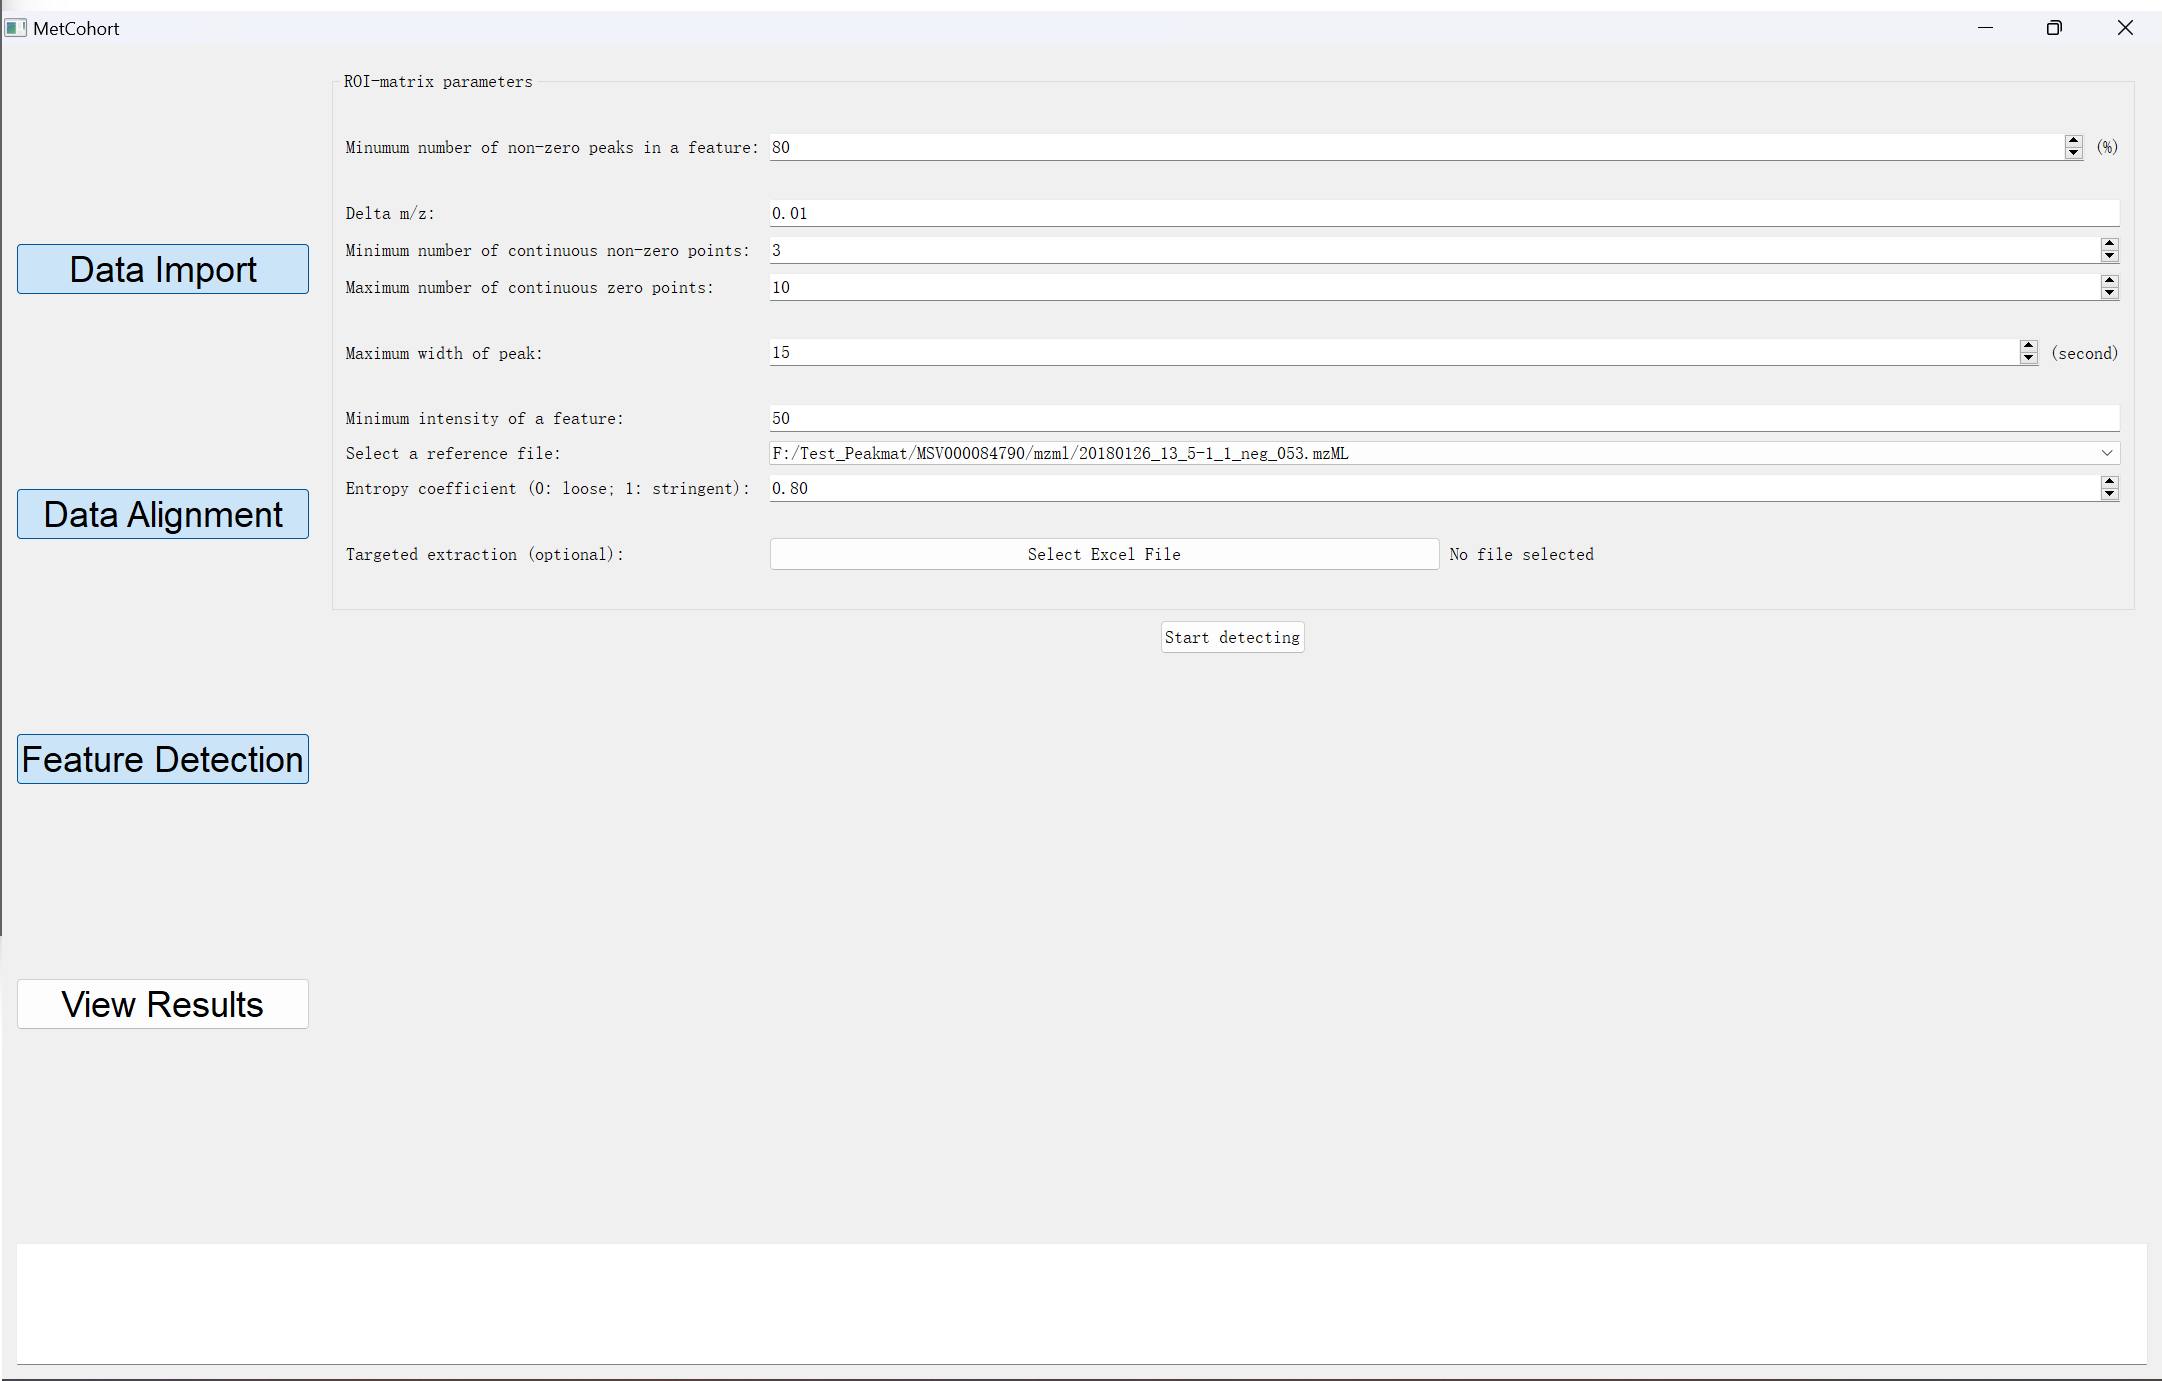 MetCohort
ROI-matrix parameters
Minumum number of non-zero peaks in a feature: 80 (%)
Delta m/z: 0.01
Minimum number of continuous non-zero points: 3
Maximum number of continuous zero points: 10
Maximum width of peak: 15 (second)
Minimum intensity of a feature: 50
Select a reference file: F:/Test_Peakmat/MSV000084790/mzml/20180126_13_5-1_1_neg_053.mzML
Entropy coefficient (0: loose; 1: stringent): 0.80
Targeted extraction (optional): Select Excel File No file selected
Start detecting
Data Import
Data Alignment
Feature Detection
View Results